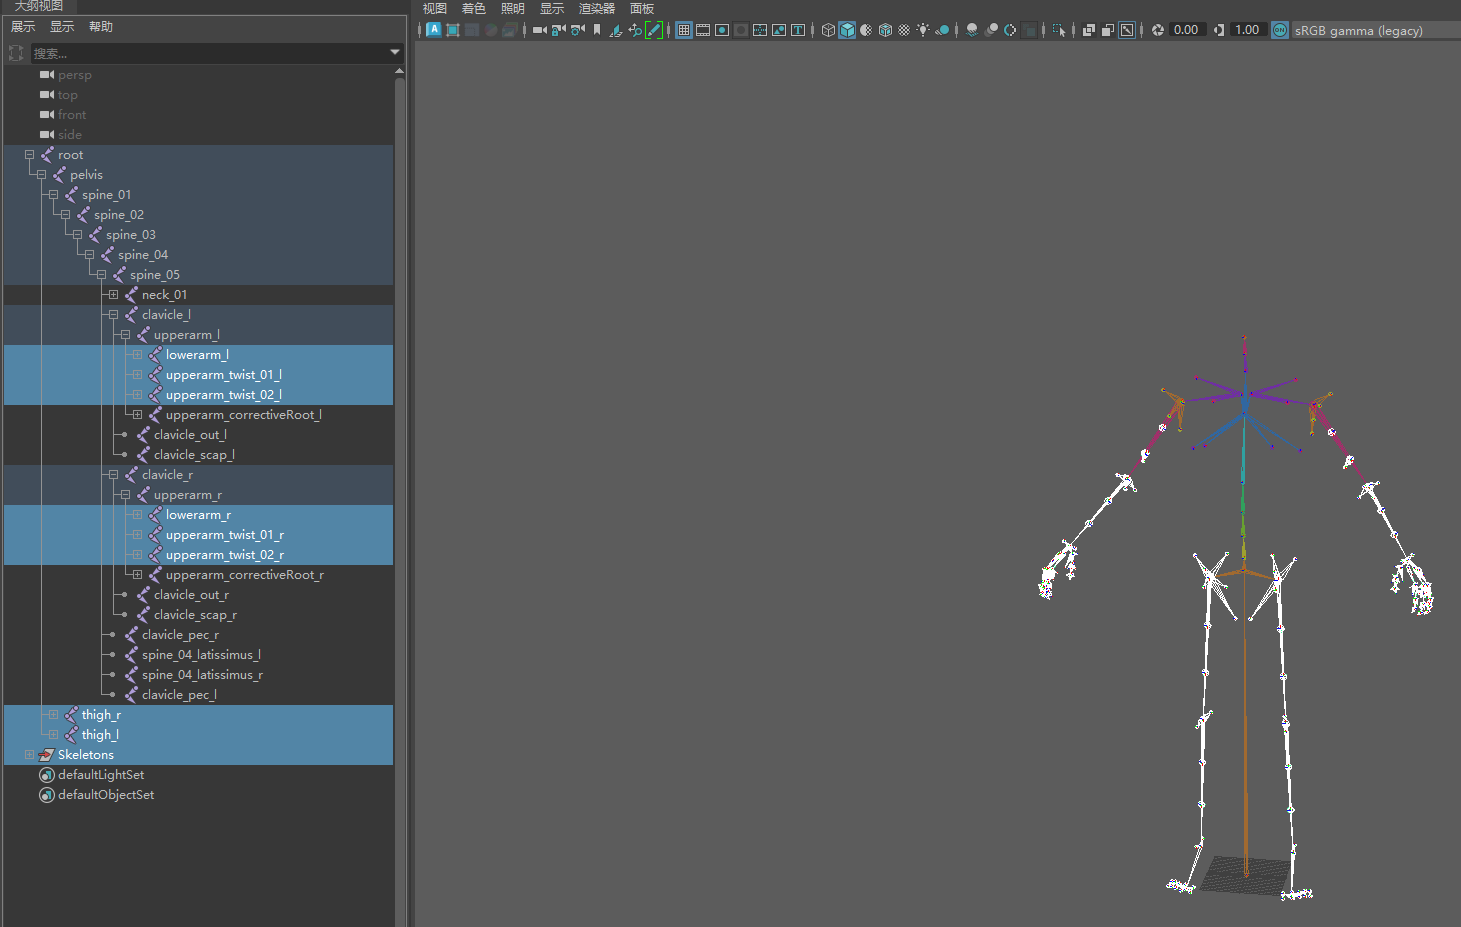 大纲视图
展示 显示 帮助
搜索...
persp
top
front
side
root
pelvis
spine_01
spine_02
spine_03
spine_04
spine_05
neck_01
clavicle_l
upperarm_l
lowerarm_l
upperarm_twist_01_l
upperarm_twist_02_l
upperarm_correctiveRoot_l
clavicle_out_l
clavicle_scap_l
clavicle_r
upperarm_r
lowerarm_r
upperarm_twist_01_r
upperarm_twist_02_r
upperarm_correctiveRoot_r
clavicle_out_r
clavicle_scap_r
clavicle_pec_r
spine_04_latissimus_l
spine_04_latissimus_r
clavicle_pec_l
thigh_r
thigh_l
Skeletons
defaultLightSet
defaultObjectSet
视图 着色 照明 显示 渲染器 面板
A T 0.00 1.00 ON sRGB gamma (legacy)